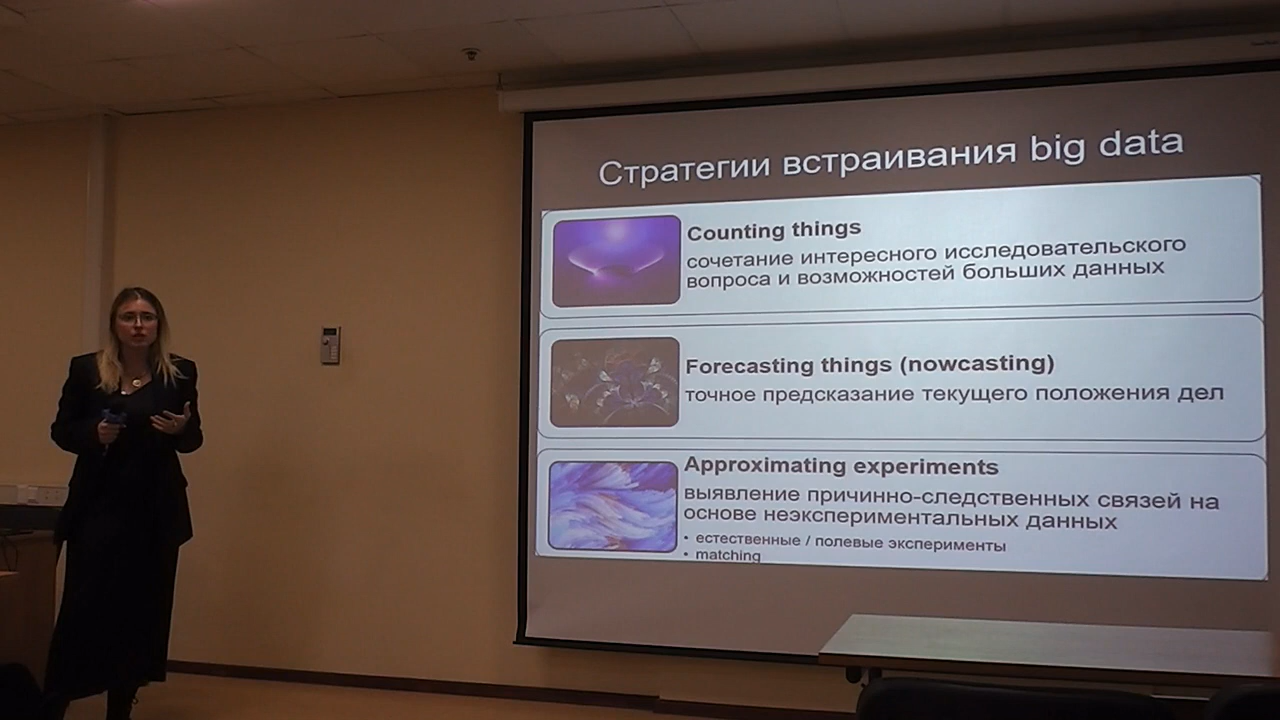 Стратегии встраивания big data
Counting things
сочетание интересного исследовательского
вопроса и возможностей больших данных
Forecasting things (nowcasting)
точное предсказание текущего положения дел
Approximating experiments
выявление причинно-следственных связей на
основе неэкспериментальных данных
• естественные / полевые эксперименты
• matching